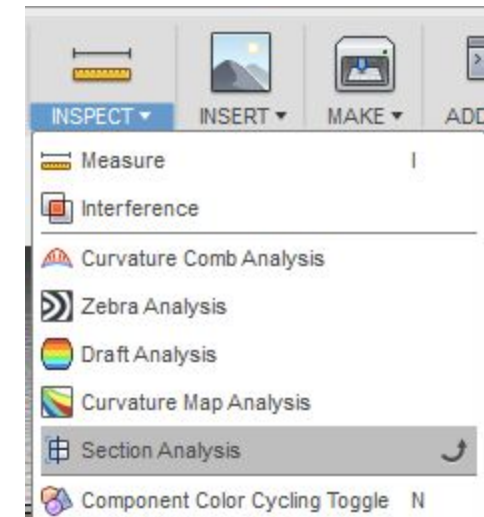 INSPECT▾ INSERT▾ MAKE▾ ADD
Measure I
Interference
Curvature Comb Analysis
Zebra Analysis
Draft Analysis
Curvature Map Analysis
Section Analysis
Component Color Cycling Toggle N